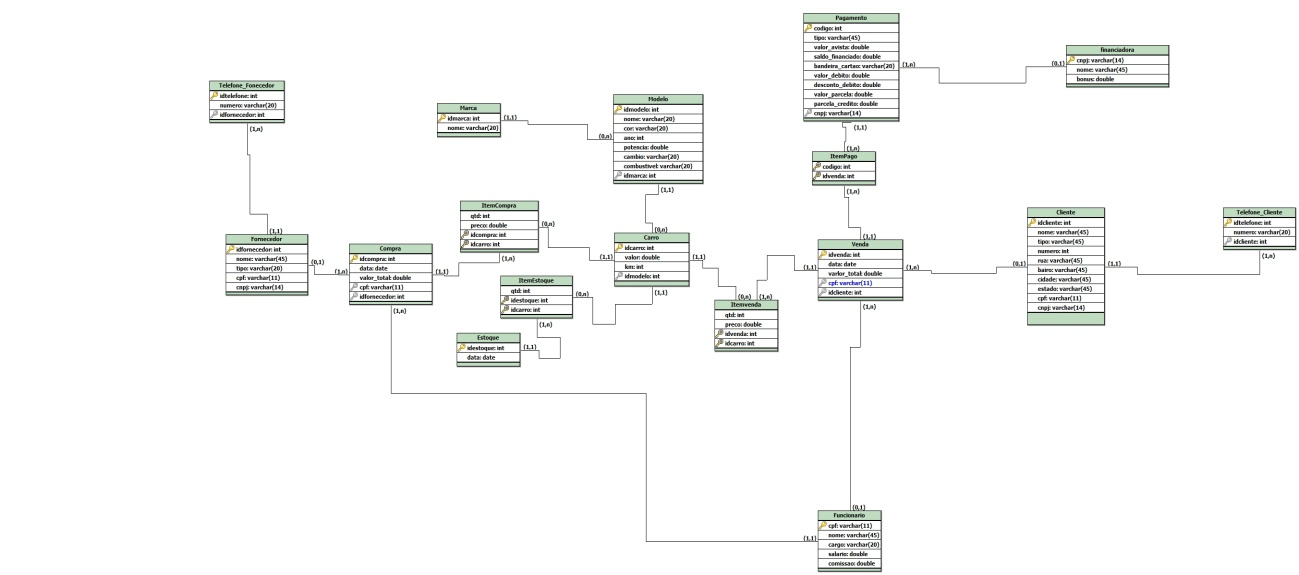 Pagamento
codigo: int
tipo: varchar(45)
valor_avista: double
saldo_financiado: double
bandeira_cartao: varchar(20)
valor_debito: double
desconto_debito: double
valor_parcela: double
parcela_credito: double
cnpj: varchar(14)
(1,n)
(0,1)
(1,1)
financiadora
cnpj: varchar(14)
nome: varchar(45)
bonus: double
Telefone_Fonecedor
idtelefone: int
numero: varchar(20)
idfornecedor: int
(1,n)
(1,1)
Marca
idmarca: int
nome: varchar(20)
(1,1)
(0,n)
Modelo
idmodelo: int
nome: varchar(20)
cor: varchar(20)
ano: int
potencia: double
cambio: varchar(20)
combustivel: varchar(20)
idmarca: int
(1,1)
(0,n)
(1,n)
ItemPago
codigo: int
idvenda: int
(1,n)
(1,1)
ItemCompra
qtd: int
preco: double
idcompra: int
idcarro: int
(0,n)
(1,n)
Fornecedor
idfornecedor: int
nome: varchar(45)
tipo: varchar(20)
cpf: varchar(11)
cnpj: varchar(14)
(0,1)
(1,n)
Compra
idcompra: int
data: date
valor_total: double
cpf: varchar(11)
idfornecedor: int
(1,1)
(1,n)
Carro
idcarro: int
valor: double
km: int
idmodelo: int
(1,1)
(1,1)
(1,1)
ItemEstoque
qtd: int
idestoque: int
idcarro: int
(0,n)
(1,n)
Estoque
idestoque: int
data: date
(1,1)
Itemvenda
qtd: int
preco: double
idvenda: int
idcarro: int
(0,n)
(1,n)
Venda
idvenda: int
data: date
varlor_total: double
cpf: varchar(11)
idcliente: int
(1,1)
(1,n)
(1,n)
Cliente
idcliente: int
nome: varchar(45)
tipo: varchar(45)
numero: int
rua: varchar(45)
bairo: varchar(45)
cidade: varchar(45)
estado: varchar(45)
cpf: varchar(11)
cnpj: varchar(14)
(0,1)
(1,1)
Telefone_Cliente
idtelefone: int
numero: varchar(20)
idcliente: int
(1,n)
(0,1)
Funcionario
cpf: varchar(11)
nome: varchar(45)
cargo: varchar(20)
salario: double
comissao: double
(1,1)